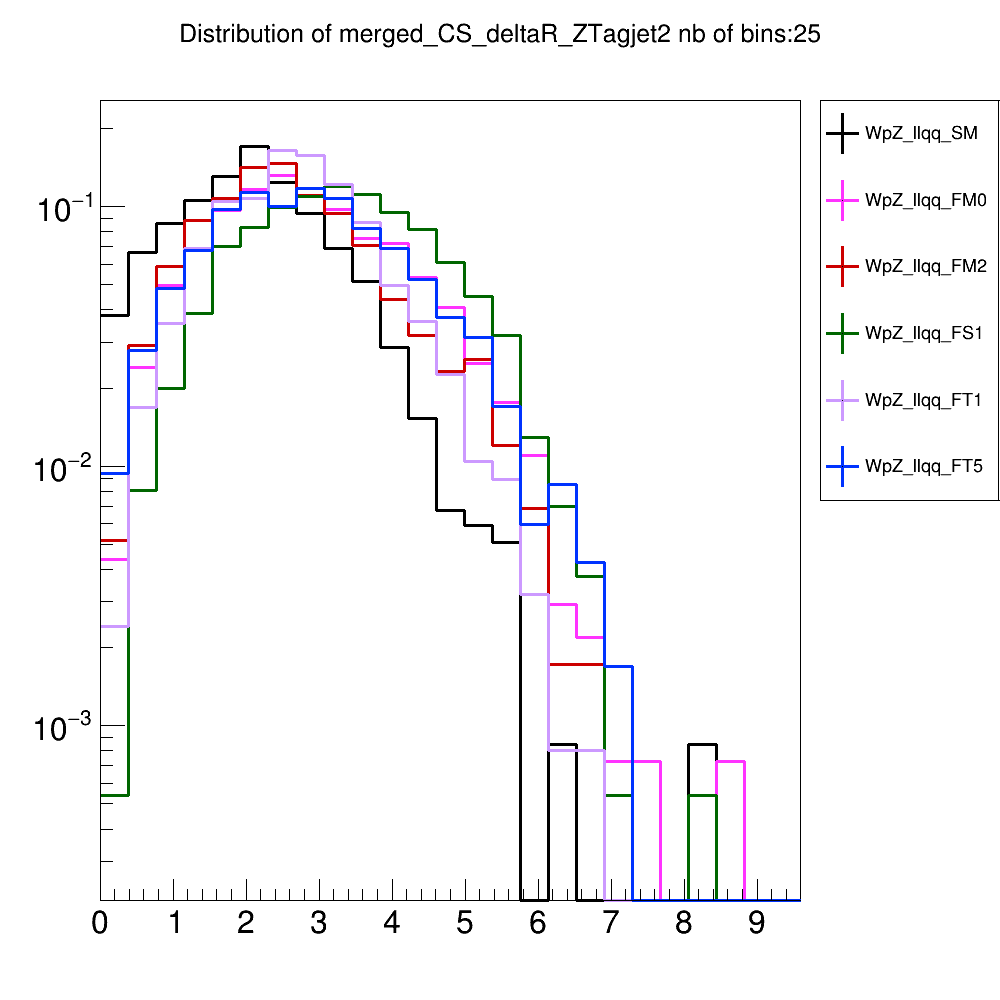 Distribution of merged_CS_deltaR_ZTagjet2 nb of bins:25
10⁻¹
10⁻²
10⁻³
0 1 2 3 4 5 6 7 8 9
WpZ_llqq_SM
WpZ_llqq_FM0
WpZ_llqq_FM2
WpZ_llqq_FS1
WpZ_llqq_FT1
WpZ_llqq_FT5